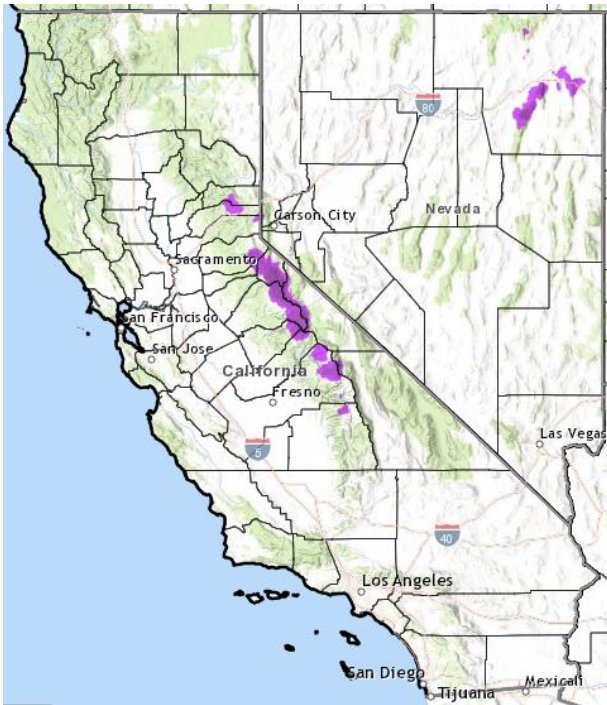 80
Carson City
Nevada
Sacramento
San Francisco
San Jose
California
Fresno
Las Vegas
5
40
Los Angeles
San Diego
Mexicali
Tijuana